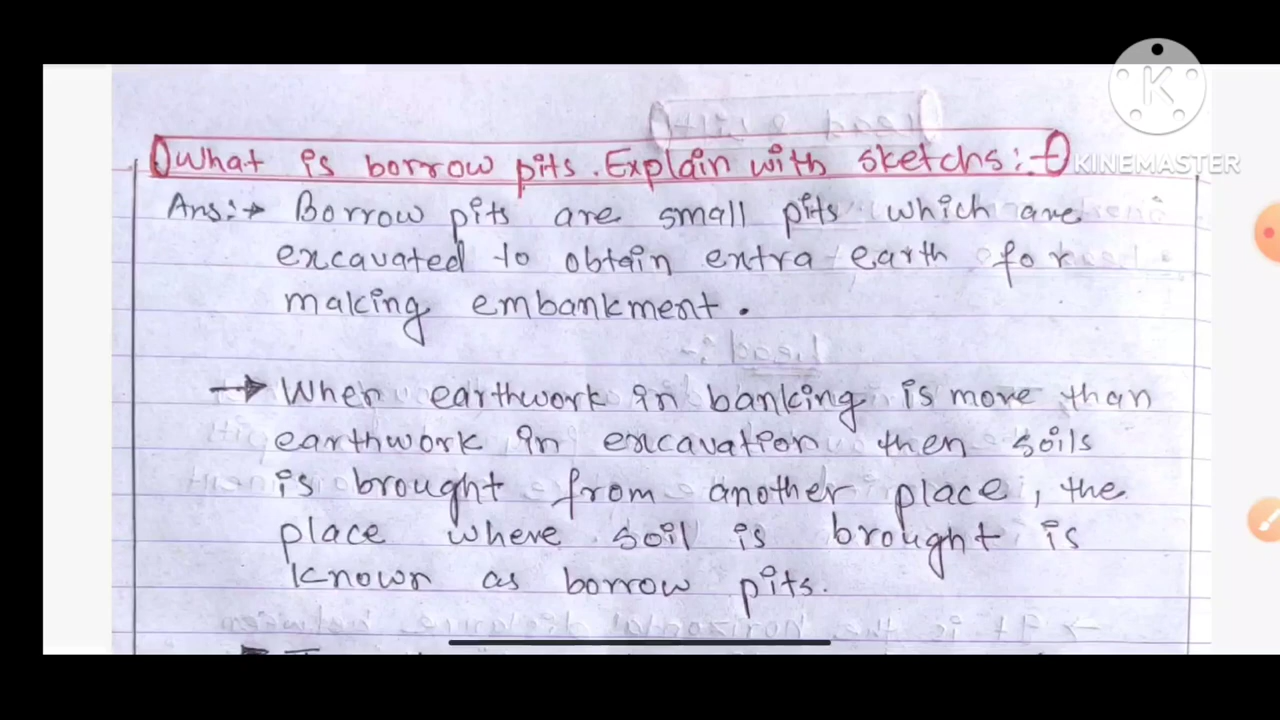 What is borrow pits. Explain with sketchs:-
KINEMASTER
Ans:→ Borrow pits are small pits which are
excavated to obtain extra earth for
making embankment.
→ When earthwork in banking is more than
earthwork in excavation then soils
is brought from another place, the
place where soil is brought is
known as borrow pits.